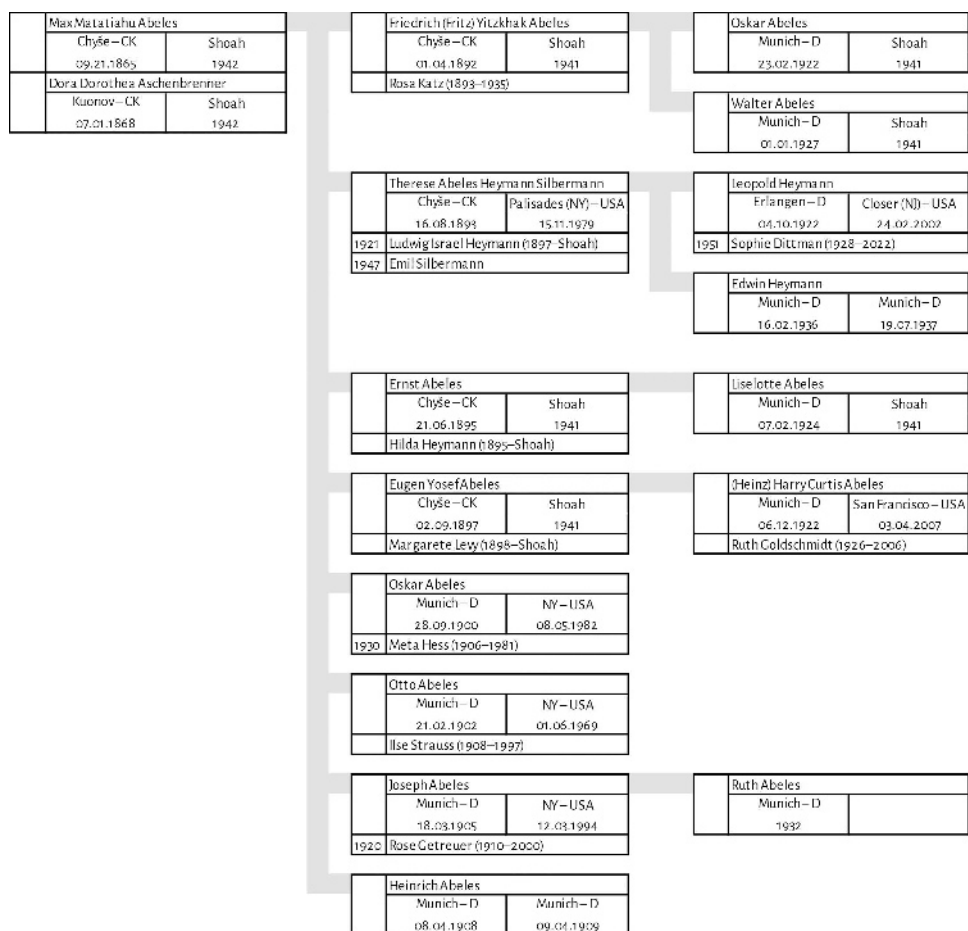 Max Matatiahu Abeles
Chyše – CK Shoah
09.21.1865 1942
Dora Dorothea Aschenbrenner
Kuonov – CK Shoah
07.01.1868 1942
Friedrich (Fritz) Yitzkhak Abeles
Chyše – CK Shoah
01.04.1892 1941
Rosa Katz (1893–1935)
Oskar Abeles
Munich – D Shoah
23.02.1922 1941
Walter Abeles
Munich – D Shoah
01.01.1927 1941
Therese Abeles Heymann Silbermann
Chyše – CK Palisades (NY) – USA
16.08.1893 15.11.1979
1921 Ludwig Israel Heymann (1897–Shoah)
1947 Emil Silbermann
Leopold Heymann
Erlangen – D Closer (NJ) – USA
04.10.1922 24.02.2002
1951 Sophie Dittman (1928–2022)
Edwin Heymann
Munich – D Munich – D
16.02.1936 19.07.1937
Ernst Abeles
Chyše – CK Shoah
21.06.1895 1941
Hilda Heymann (1895–Shoah)
Liselotte Abeles
Munich – D Shoah
07.02.1924 1941
Eugen Yosef Abeles
Chyše – CK Shoah
02.09.1897 1941
Margarete Levy (1898–Shoah)
(Heinz) Harry Curtis Abeles
Munich – D San Francisco – USA
06.12.1922 03.04.2007
Ruth Goldschmidt (1926–2006)
Oskar Abeles
Munich – D NY – USA
28.09.1900 08.05.1982
1930 Meta Hess (1906–1981)
Otto Abeles
Munich – D NY – USA
21.02.1902 01.06.1969
Ilse Strauss (1908–1997)
Joseph Abeles
Munich – D NY – USA
18.03.1905 12.03.1994
1920 Rose Getreuer (1910–2000)
Ruth Abeles
Munich – D
1932
Heinrich Abeles
Munich – D Munich – D
08.04.1908 09.04.1909